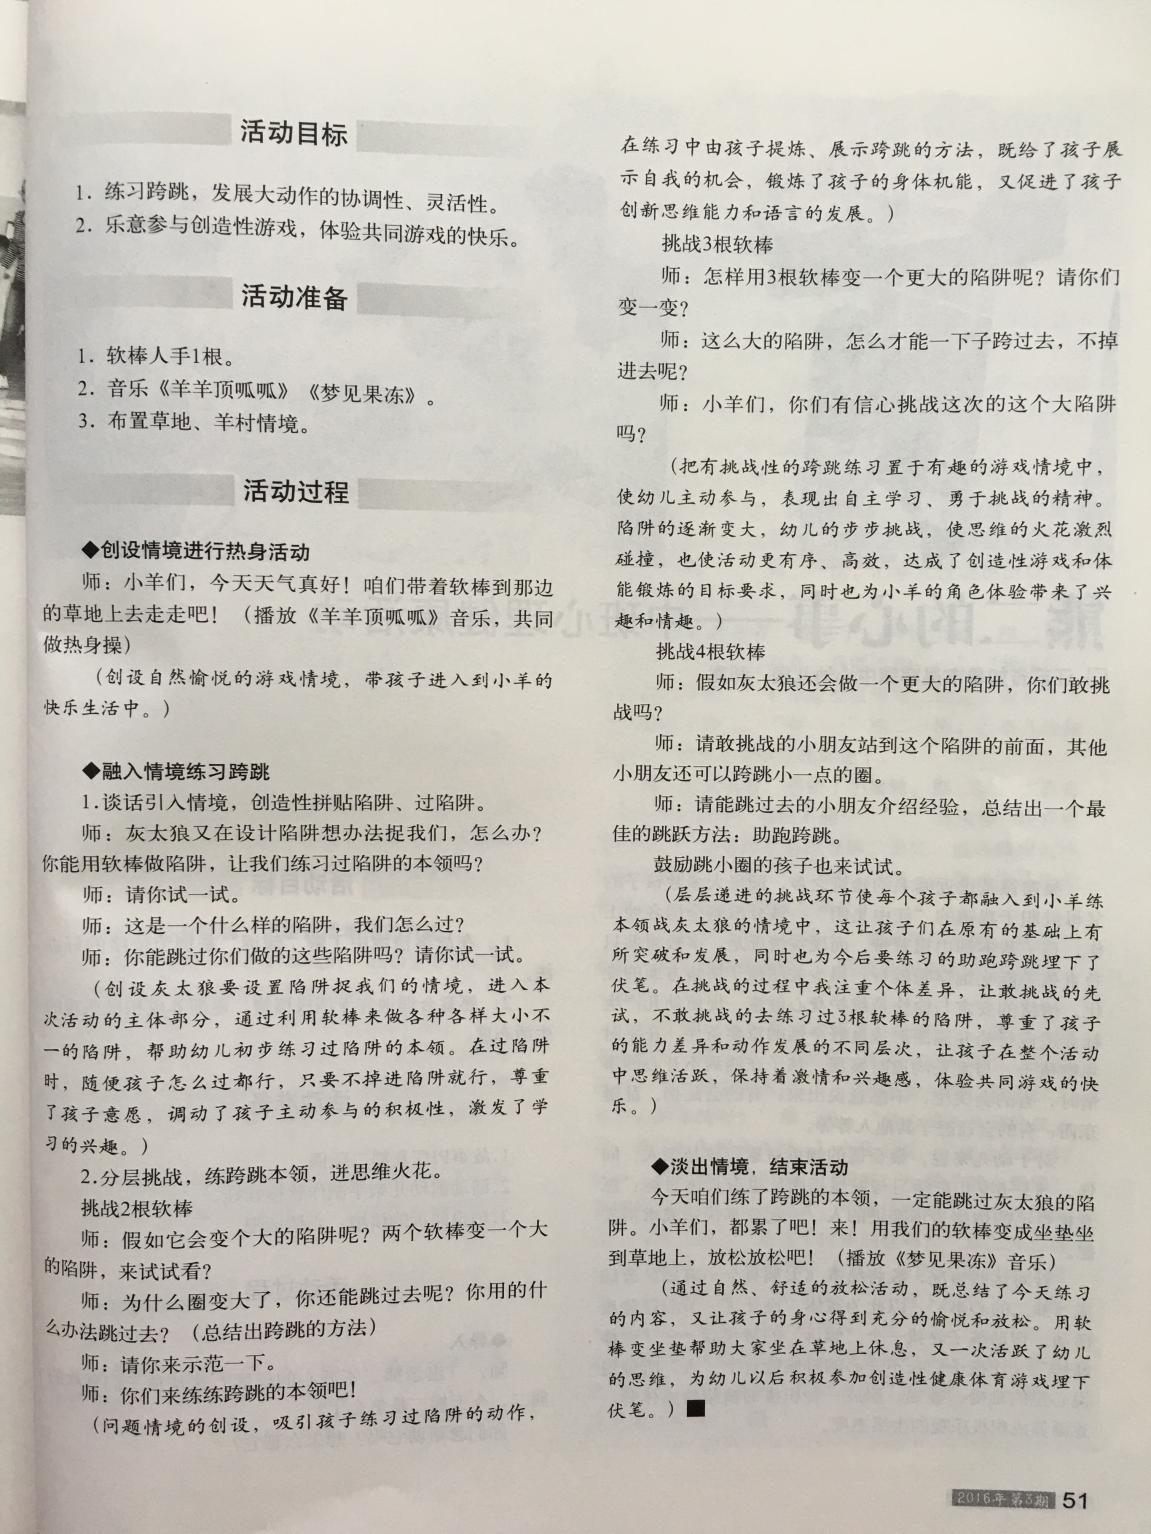 活动目标
1. 练习跨跳，发展大动作的协调性、灵活性。
2. 乐意参与创造性游戏，体验共同游戏的快乐。
活动准备
1. 软棒人手1根。
2. 音乐《羊羊顶呱呱》《梦见果冻》。
3. 布置草地、羊村情境。
活动过程
◆创设情境进行热身活动
师：小羊们，今天天气真好！咱们带着软棒到那边
的草地上去走走吧！（播放《羊羊顶呱呱》音乐，共同
做热身操）
（创设自然愉悦的游戏情境，带孩子进入到小羊的
快乐生活中。）
◆融入情境练习跨跳
1.谈话引入情境，创造性拼贴陷阱、过陷阱。
师：灰太狼又在设计陷阱想办法捉我们，怎么办？
你能用软棒做陷阱，让我们练习过陷阱的本领吗？
师：请你试一试。
师：这是一个什么样的陷阱，我们怎么过？
师：你能跳过你们做的这些陷阱吗？请你试一试。
（创设灰太狼要设置陷阱捉我们的情境，进入本
次活动的主体部分，通过利用软棒来做各种各样大小不
一的陷阱，帮助幼儿初步练习过陷阱的本领。在过陷阱
时，随便孩子怎么过都行，只要不掉进陷阱就行，尊重
了孩子意愿，调动了孩子主动参与的积极性，激发了学
习的兴趣。）
2.分层挑战，练跨跳本领，迸思维火花。
挑战2根软棒
师：假如它会变个大的陷阱呢？两个软棒变一个大
的陷阱，来试试看？
师：为什么圈变大了，你还能跳过去呢？你用的什
么办法跳过去？（总结出跨跳的方法）
师：请你来示范一下。
师：你们来练练跨跳的本领吧！
（问题情境的创设，吸引孩子练习过陷阱的动作，
在练习中由孩子提炼、展示跨跳的方法，既给了孩子展
示自我的机会，锻炼了孩子的身体机能，又促进了孩子
创新思维能力和语言的发展。）
挑战3根软棒
师：怎样用3根软棒变一个更大的陷阱呢？请你们
变一变？
师：这么大的陷阱，怎么才能一下子跨过去，不掉
进去呢？
师：小羊们，你们有信心挑战这次的这个大陷阱
吗？
（把有挑战性的跨跳练习置于有趣的游戏情境中，
使幼儿主动参与，表现出自主学习、勇于挑战的精神。
陷阱的逐渐变大，幼儿的步步挑战，使思维的火花激烈
碰撞，也使活动更有序、高效，达成了创造性游戏和体
能锻炼的目标要求，同时也为小羊的角色体验带来了兴
趣和情趣。）
挑战4根软棒
师：假如灰太狼还会做一个更大的陷阱，你们敢挑
战吗？
师：请敢挑战的小朋友站到这个陷阱的前面，其他
小朋友还可以跨跳小一点的圈。
师：请能跳过去的小朋友介绍经验，总结出一个最
佳的跳跃方法：助跑跨跳。
鼓励跳小圈的孩子也来试试。
（层层递进的挑战环节使每个孩子都融入到小羊练
本领战灰太狼的情境中，这让孩子们在原有的基础上有
所突破和发展，同时也为今后要练习的助跑跨跳埋下了
伏笔。在挑战的过程中我注重个体差异，让敢挑战的先
试，不敢挑战的去练习过3根软棒的陷阱，尊重了孩子
的能力差异和动作发展的不同层次，让孩子在整个活动
中思维活跃，保持着激情和兴趣感，体验共同游戏的快
乐。）
◆淡出情境，结束活动
今天咱们练了跨跳的本领，一定能跳过灰太狼的陷
阱。小羊们，都累了吧！来！用我们的软棒变成坐垫坐
到草地上，放松放松吧！（播放《梦见果冻》音乐）
（通过自然、舒适的放松活动，既总结了今天练习
的内容，又让孩子的身心得到充分的愉悦和放松。用软
棒变坐垫帮助大家坐在草地上休息，又一次活跃了幼儿
的思维，为幼儿以后积极参加创造性健康体育游戏埋下
伏笔。）■
2016年第3期 51